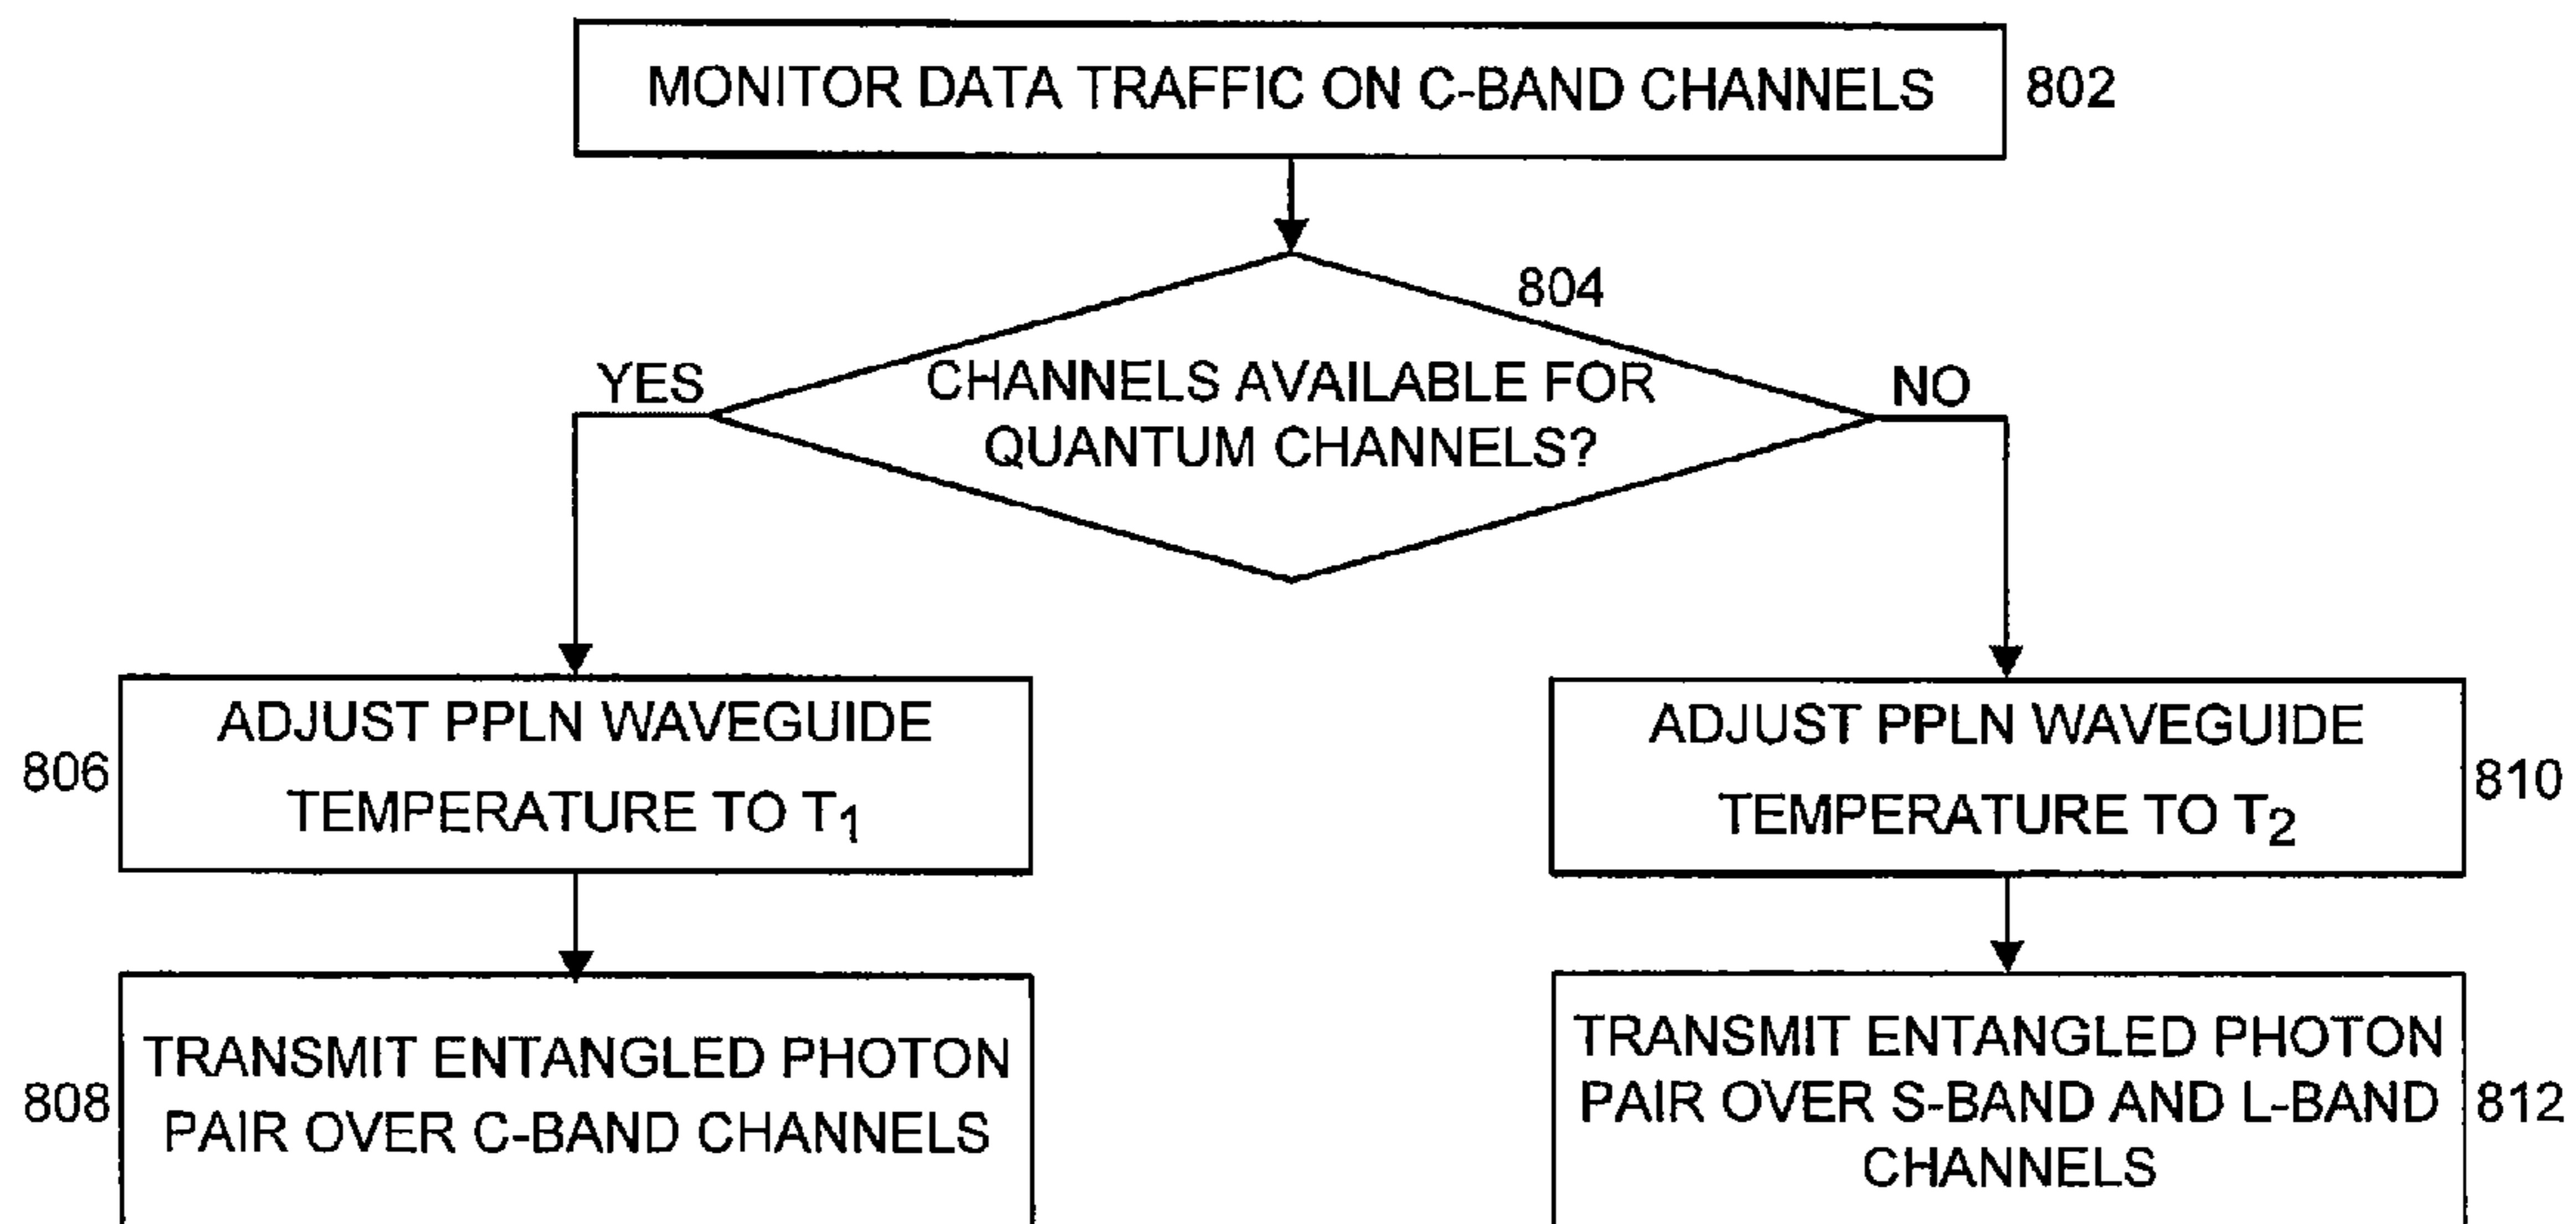 MONITOR DATA TRAFFIC ON C-BAND CHANNELS
802
804
CHANNELS AVAILABLE FOR
QUANTUM CHANNELS?
YES
NO
806
ADJUST PPLN WAVEGUIDE
TEMPERATURE TO T1
ADJUST PPLN WAVEGUIDE
TEMPERATURE TO T2
810
808
TRANSMIT ENTANGLED PHOTON
PAIR OVER C-BAND CHANNELS
TRANSMIT ENTANGLED PHOTON
PAIR OVER S-BAND AND L-BAND
CHANNELS
812